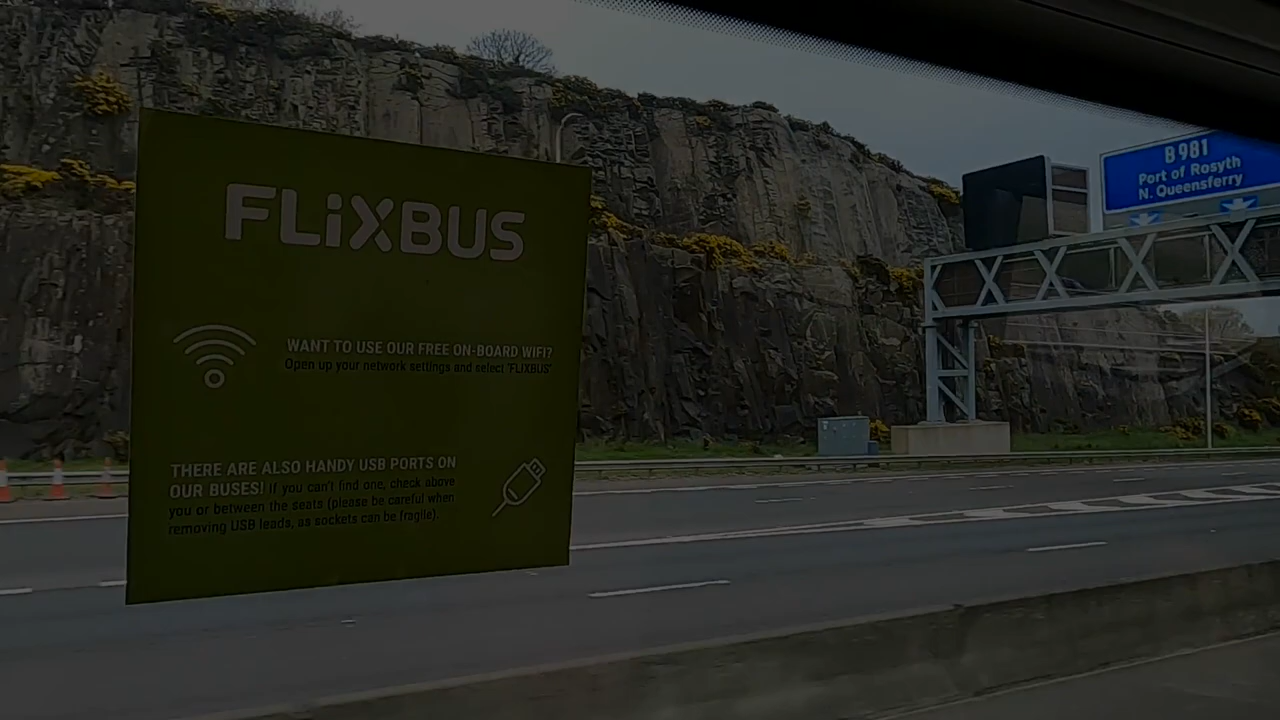 FLiXBUS
WANT TO USE OUR FREE ON-BOARD WIFI?
Open up your network settings and select "FLIXBUS"
THERE ARE ALSO HANDY USB PORTS ON
OUR BUSES! If you can't find one, check above
you or between the seats (please be careful when
removing USB leads, as sockets can be fragile).
B981
Port of Rosyth
N. Queensferry